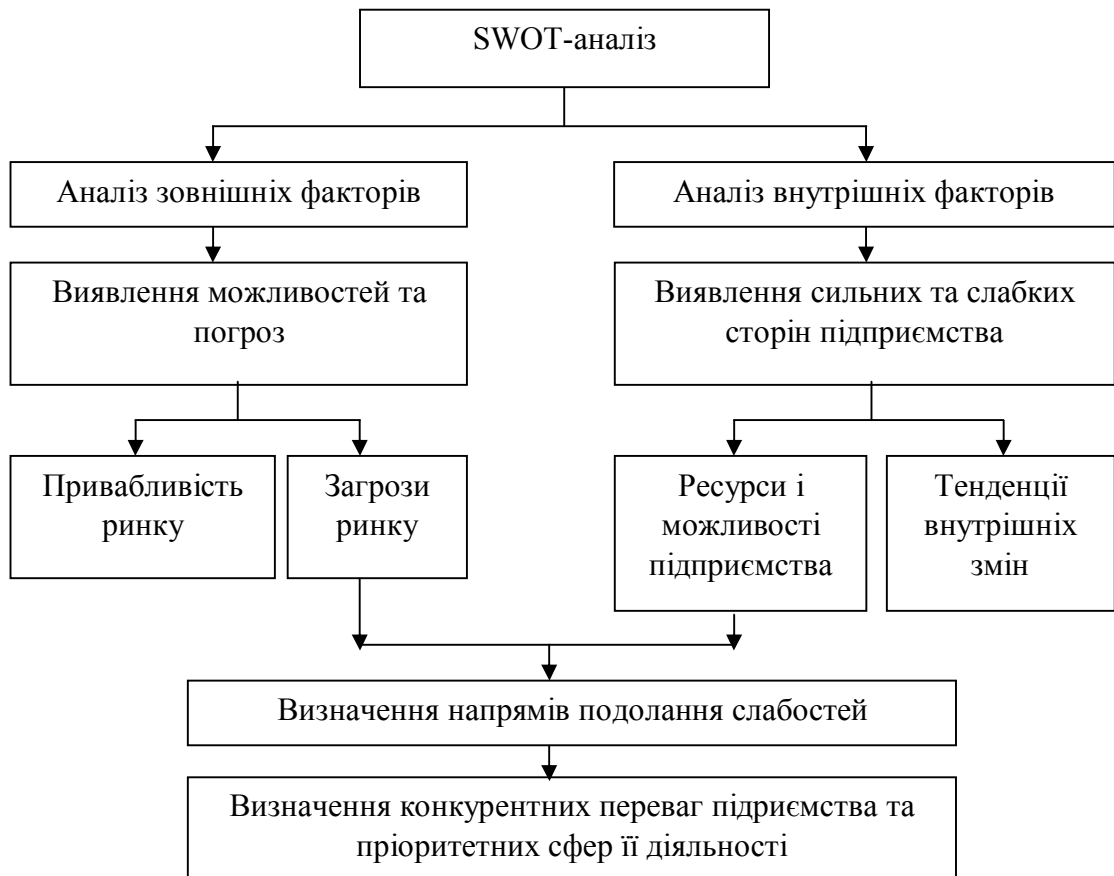 SWOT-аналіз
Аналіз зовнішніх факторів
Аналіз внутрішніх факторів
Виявлення можливостей та
погроз
Виявлення сильних та слабких
сторін підприємства
Привабливість
ринку
Загрози
ринку
Ресурси і
можливості
підприємства
Тенденції
внутрішніх
змін
Визначення напрямів подолання слабостей
Визначення конкурентних переваг підриємства та
пріоритетних сфер її діяльності